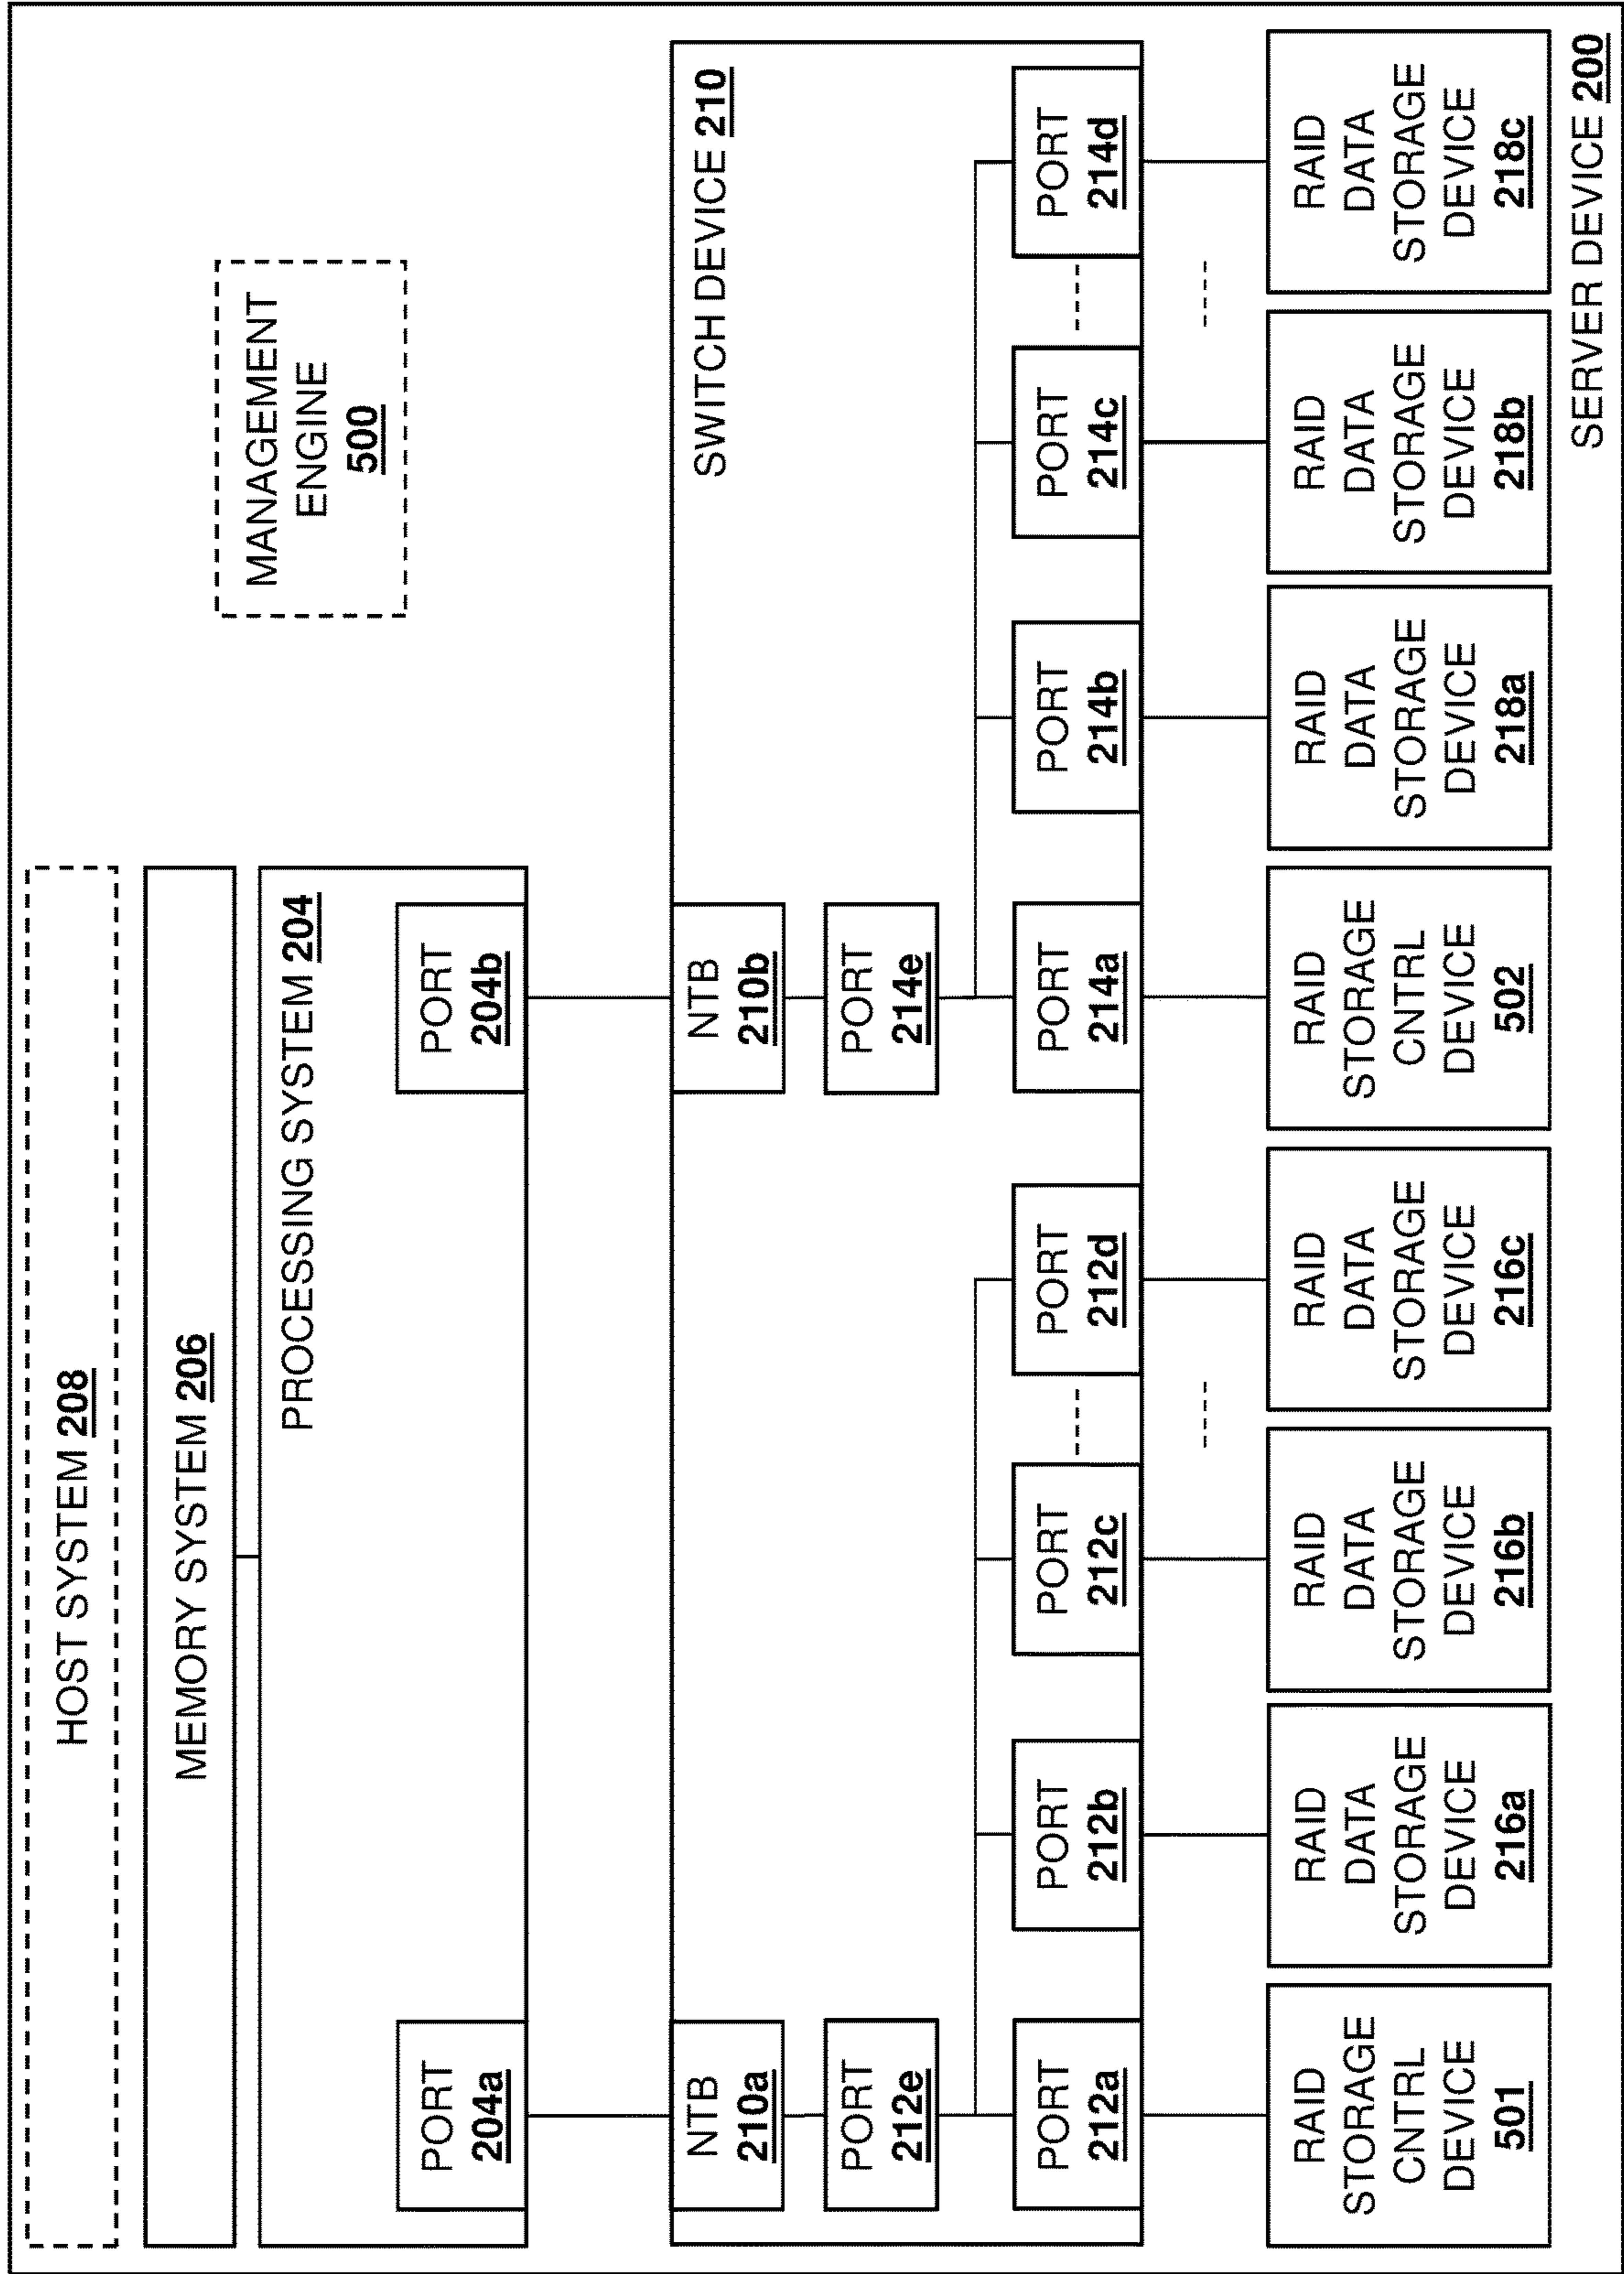 HOST SYSTEM 208
MEMORY SYSTEM 206
PROCESSING SYSTEM 204
PORT
204a
PORT
204b
MANAGEMENT
ENGINE
500
SWITCH DEVICE 210
NTB
210a
NTB
210b
PORT
212e
PORT
214e
PORT
212a
PORT
212b
PORT
212c
PORT
212d
PORT
214a
PORT
214b
PORT
214c
PORT
214d
RAID
STORAGE
CNTRL
DEVICE
501
RAID
DATA
STORAGE
DEVICE
216a
RAID
DATA
STORAGE
DEVICE
216b
RAID
DATA
STORAGE
DEVICE
216c
RAID
STORAGE
CNTRL
DEVICE
502
RAID
DATA
STORAGE
DEVICE
218a
RAID
DATA
STORAGE
DEVICE
218b
RAID
DATA
STORAGE
DEVICE
218c
SERVER DEVICE 200